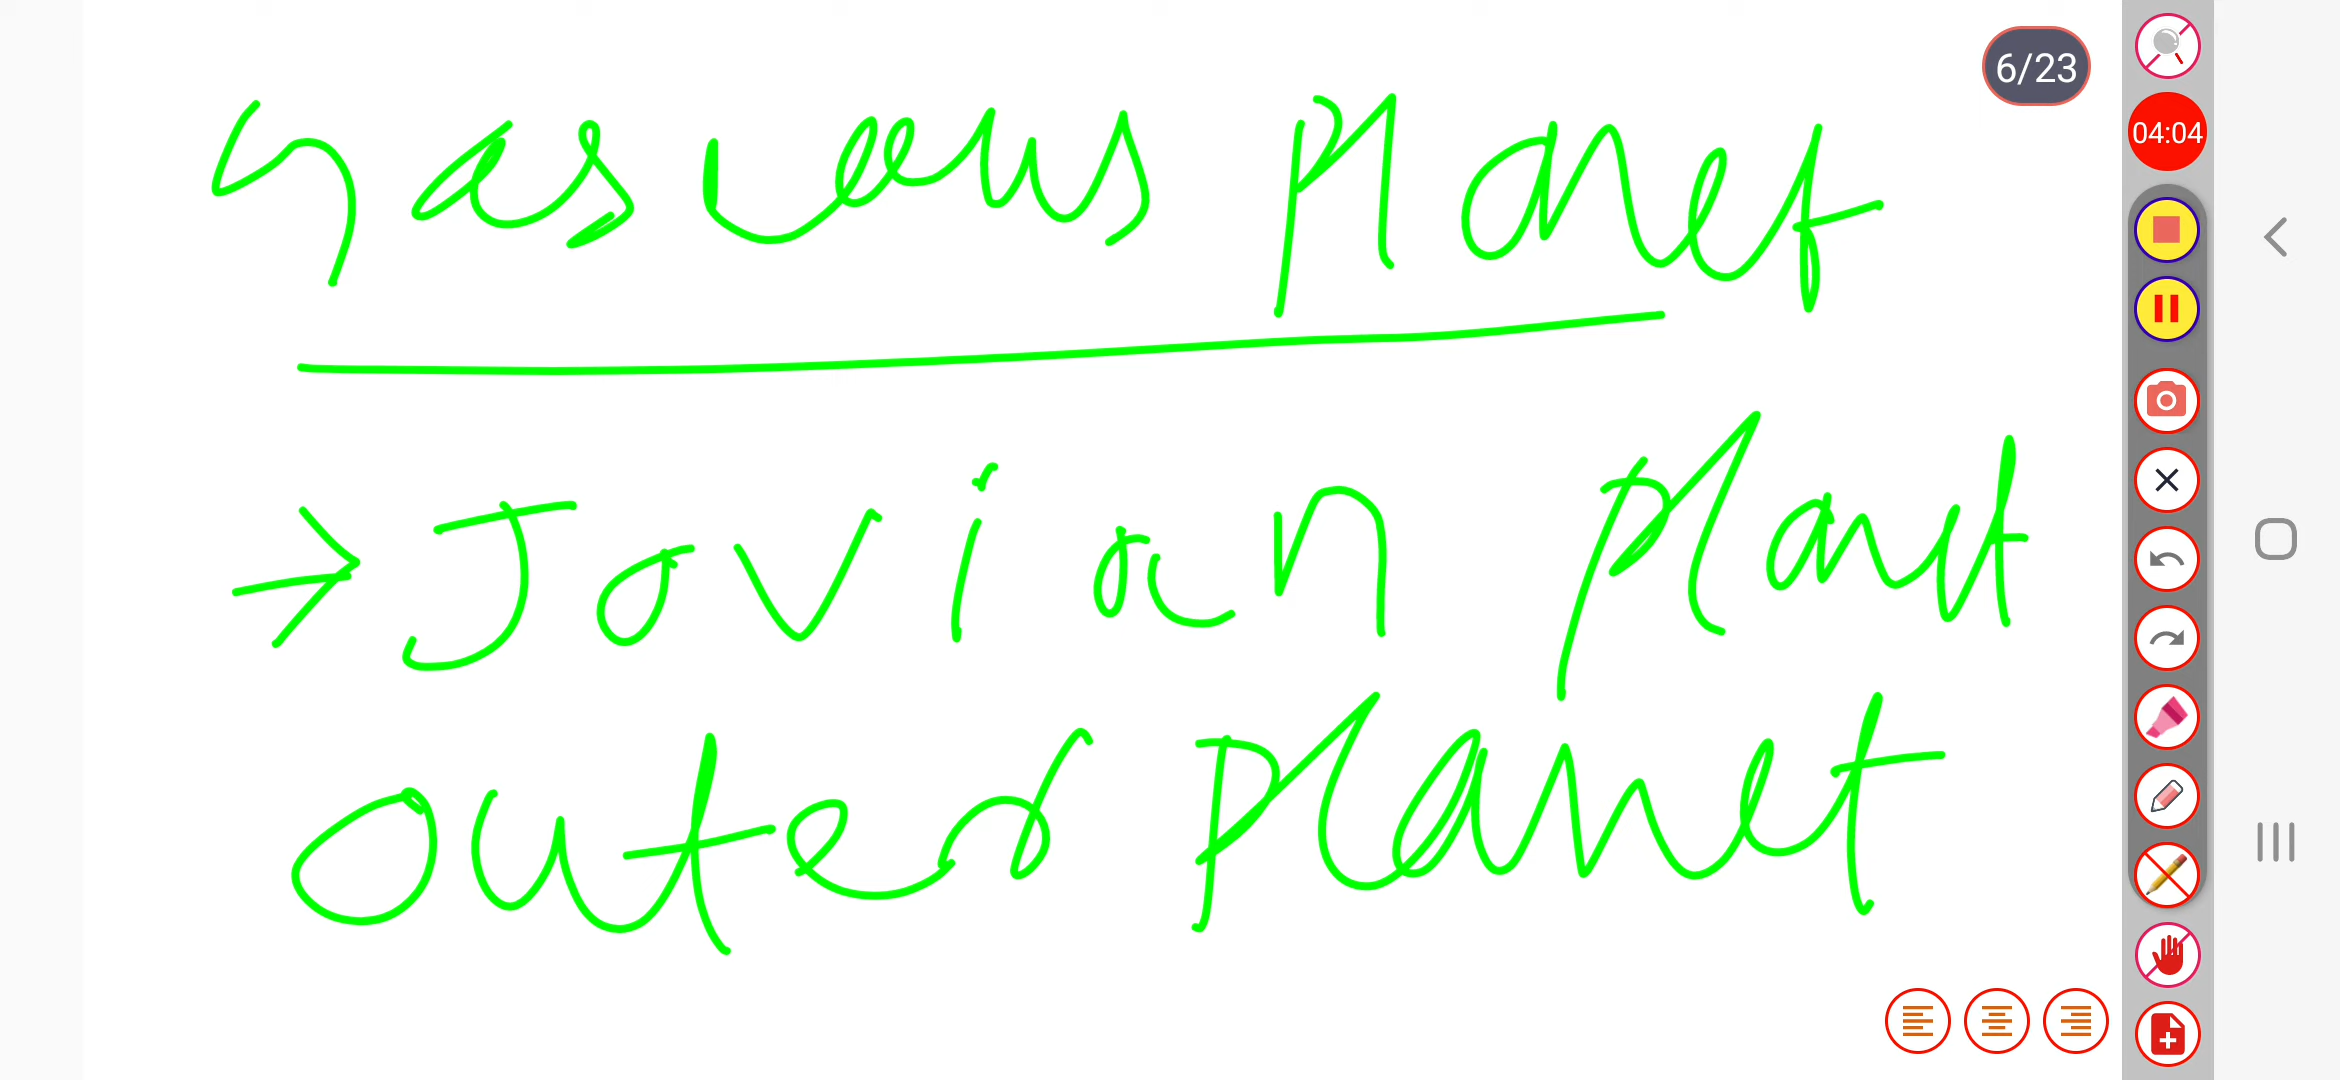 6/23
04:04
Gaseous Planet
→ Jovian planet
outer planet